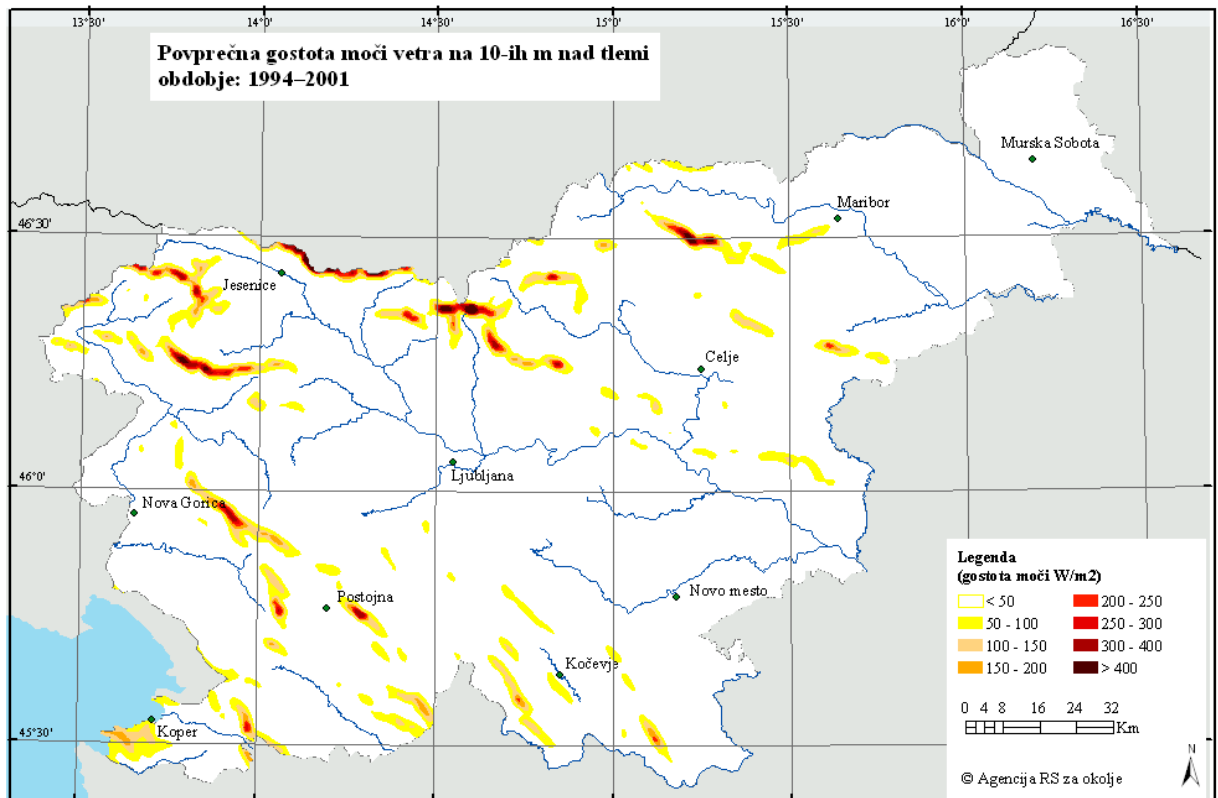 13°30' 14°00' 14°30' 15°00' 15°30' 16°00' 16°30'
Povprečna gostota moči vetra na 10-ih m nad tlemi
obdobje: 1994–2001
Murska Sobota
Maribor
46°30'
Jesenice
Celje
Ljubljana
46°0'
Nova Gorica
Postojna
Novo mesto
Kočevje
Koper
45°30'
Legenda
(gostota moči W/m2)
< 50 200 - 250
50 - 100 250 - 300
100 - 150 300 - 400
150 - 200 > 400
0 4 8 16 24 32
Km
N
© Agencija RS za okolje